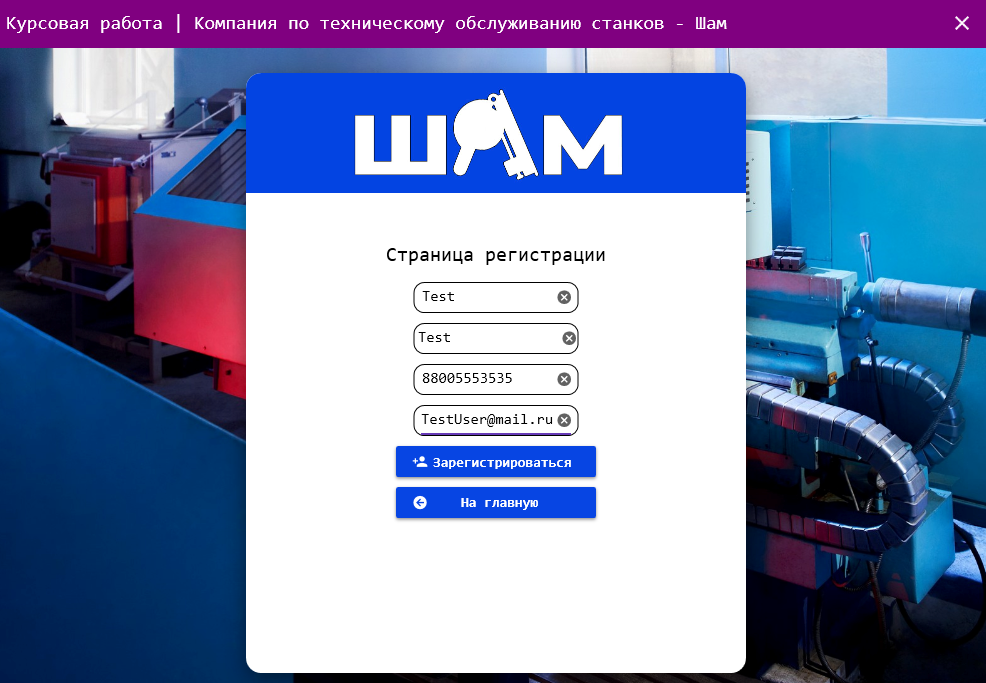 Курсовая работа | Компания по техническому обслуживанию станков - Шам
ШАМ
Страница регистрации
Test
Test
88005553535
TestUser@mail.ru
Зарегистрироваться
На главную